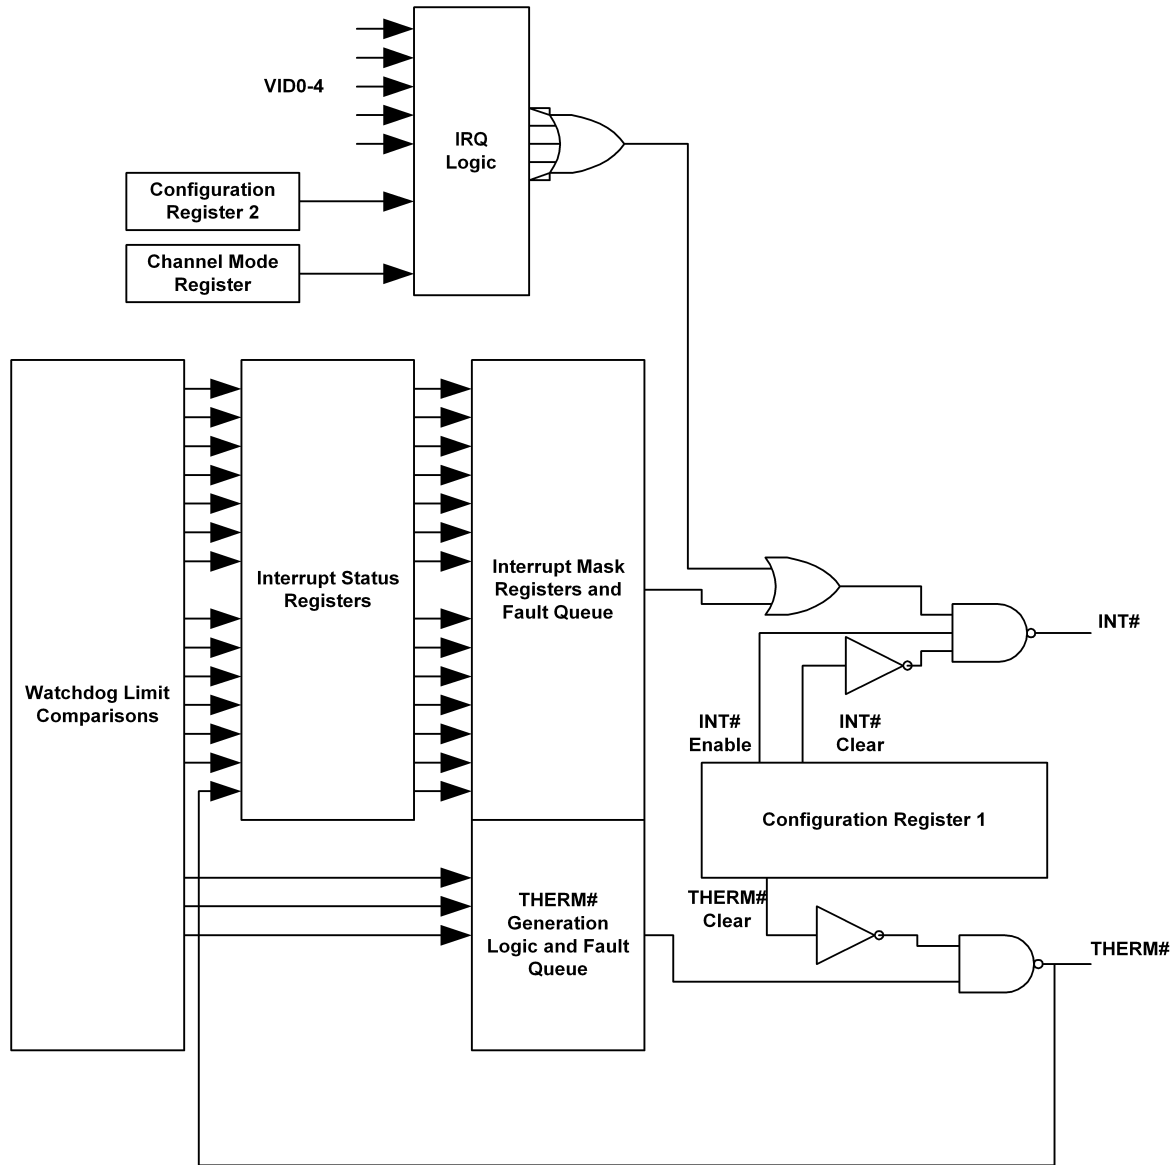 VID0-4
IRQ
Logic
Configuration
Register 2
Channel Mode
Register
Watchdog Limit
Comparisons
Interrupt Status
Registers
Interrupt Mask
Registers and
Fault Queue
INT#
INT#
Enable
INT#
Clear
Configuration Register 1
THERM#
Generation
Logic and Fault
Queue
THERM#
Clear
THERM#